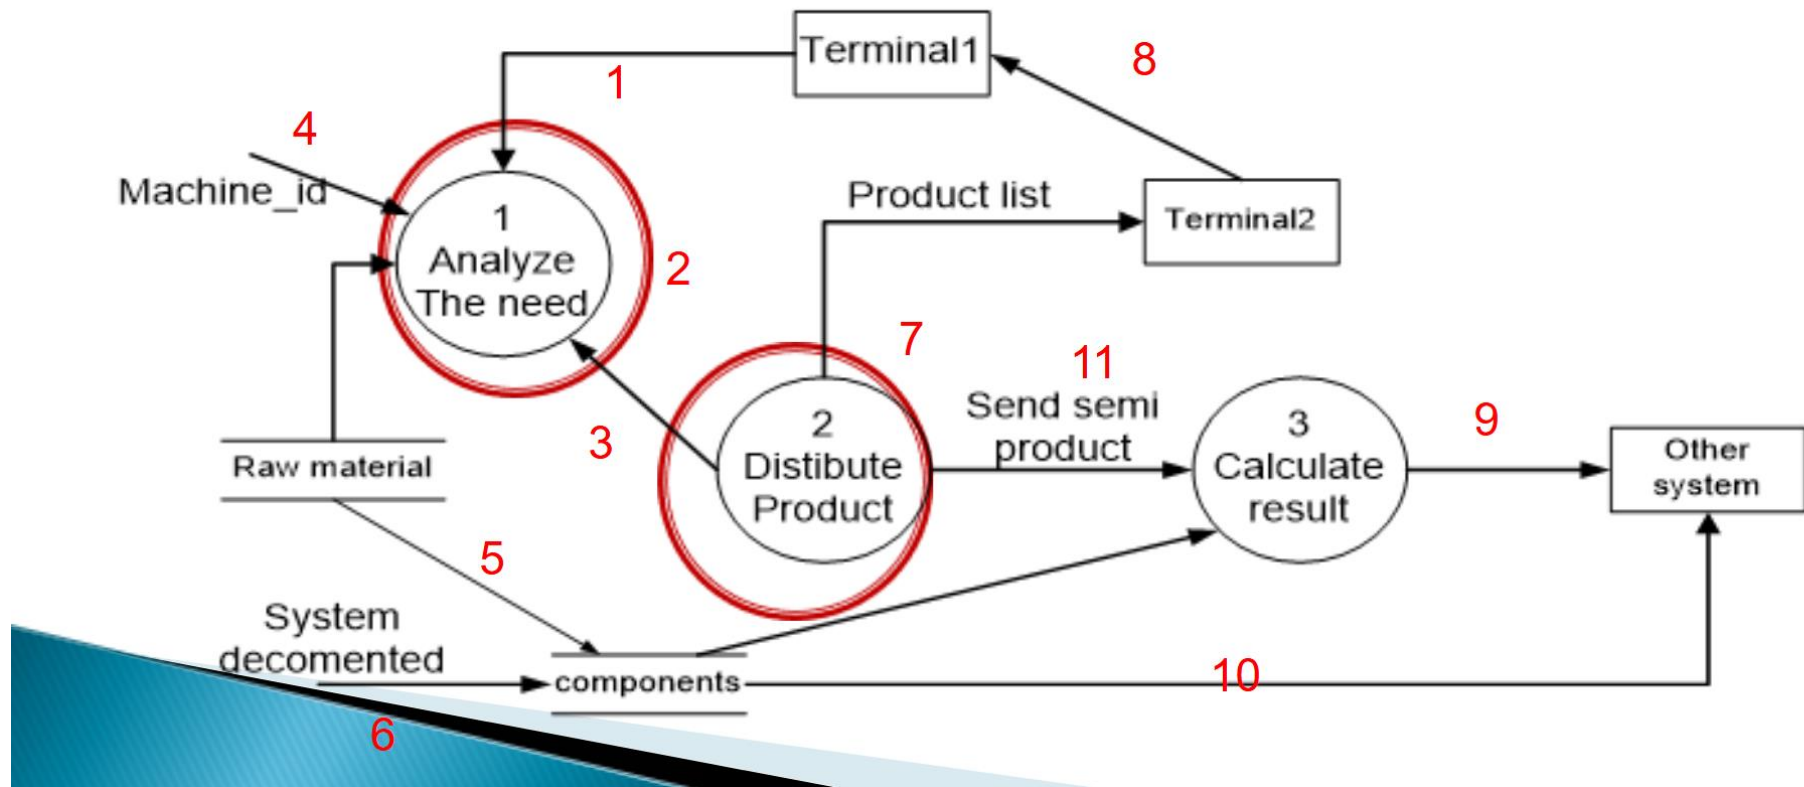 Terminal1
8
1
4
Machine_id
1
Analyze
The need
2
Product list
Terminal2
7
11
Send semi
product
3
2
Distibute
Product
3
Calculate
result
9
Other
system
Raw material
5
System
decomented
components
10
6